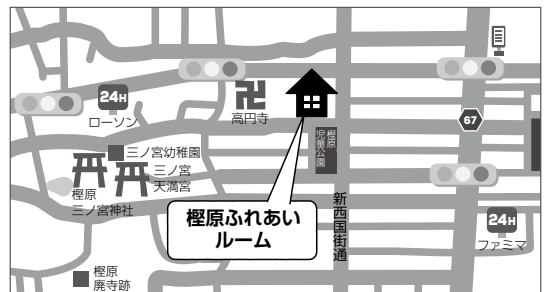 24H
ローソン
高円寺
67
樫原
児童公園
三ノ宮幼稚園
三ノ宮
天満宮
樫原
三ノ宮神社
樫原ふれあい
ルーム
新西国街道
24H
ファミマ
樫原
廃寺跡